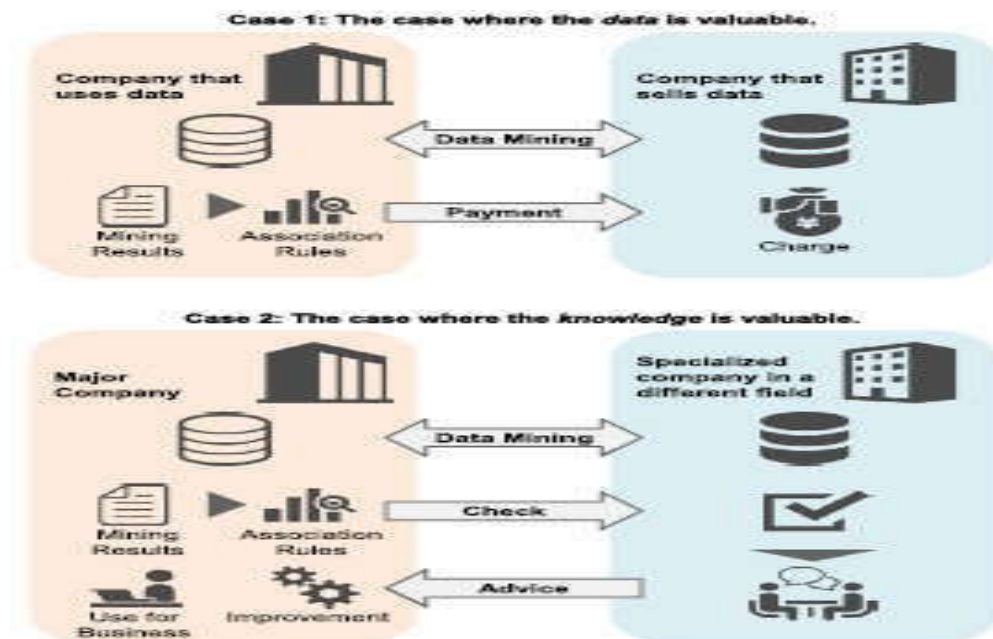 Case 1: The case where the data is valuable.
Company that
uses data
Company that
sells data
Data Mining
Payment
Mining
Results
Association
Rules
¥
Charge
Case 2: The case where the knowledge is valuable.
Major
Company
Specialized
company in a
different field
Data Mining
Mining
Results
Association
Rules
Check
Use for
Business
Improvement
Advice